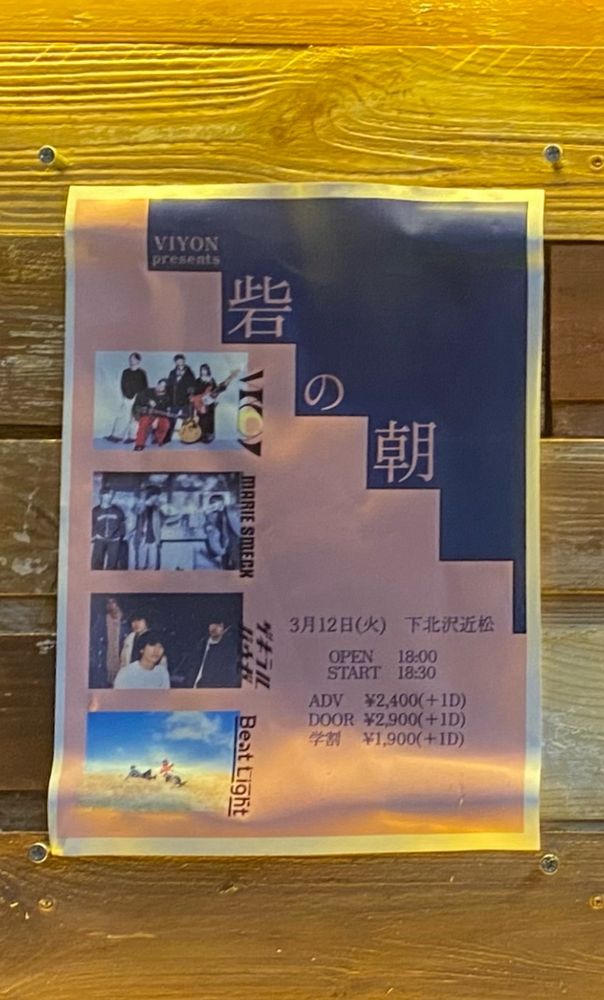 VIYON
presents
砦
の
朝
MARIE SMECK
Beat Light
3月12日(火) 下北沢近松
OPEN 18:00
START 18:30
ADV ¥2,400(+1D)
DOOR ¥2,900(+1D)
学割 ¥1,900(+1D)